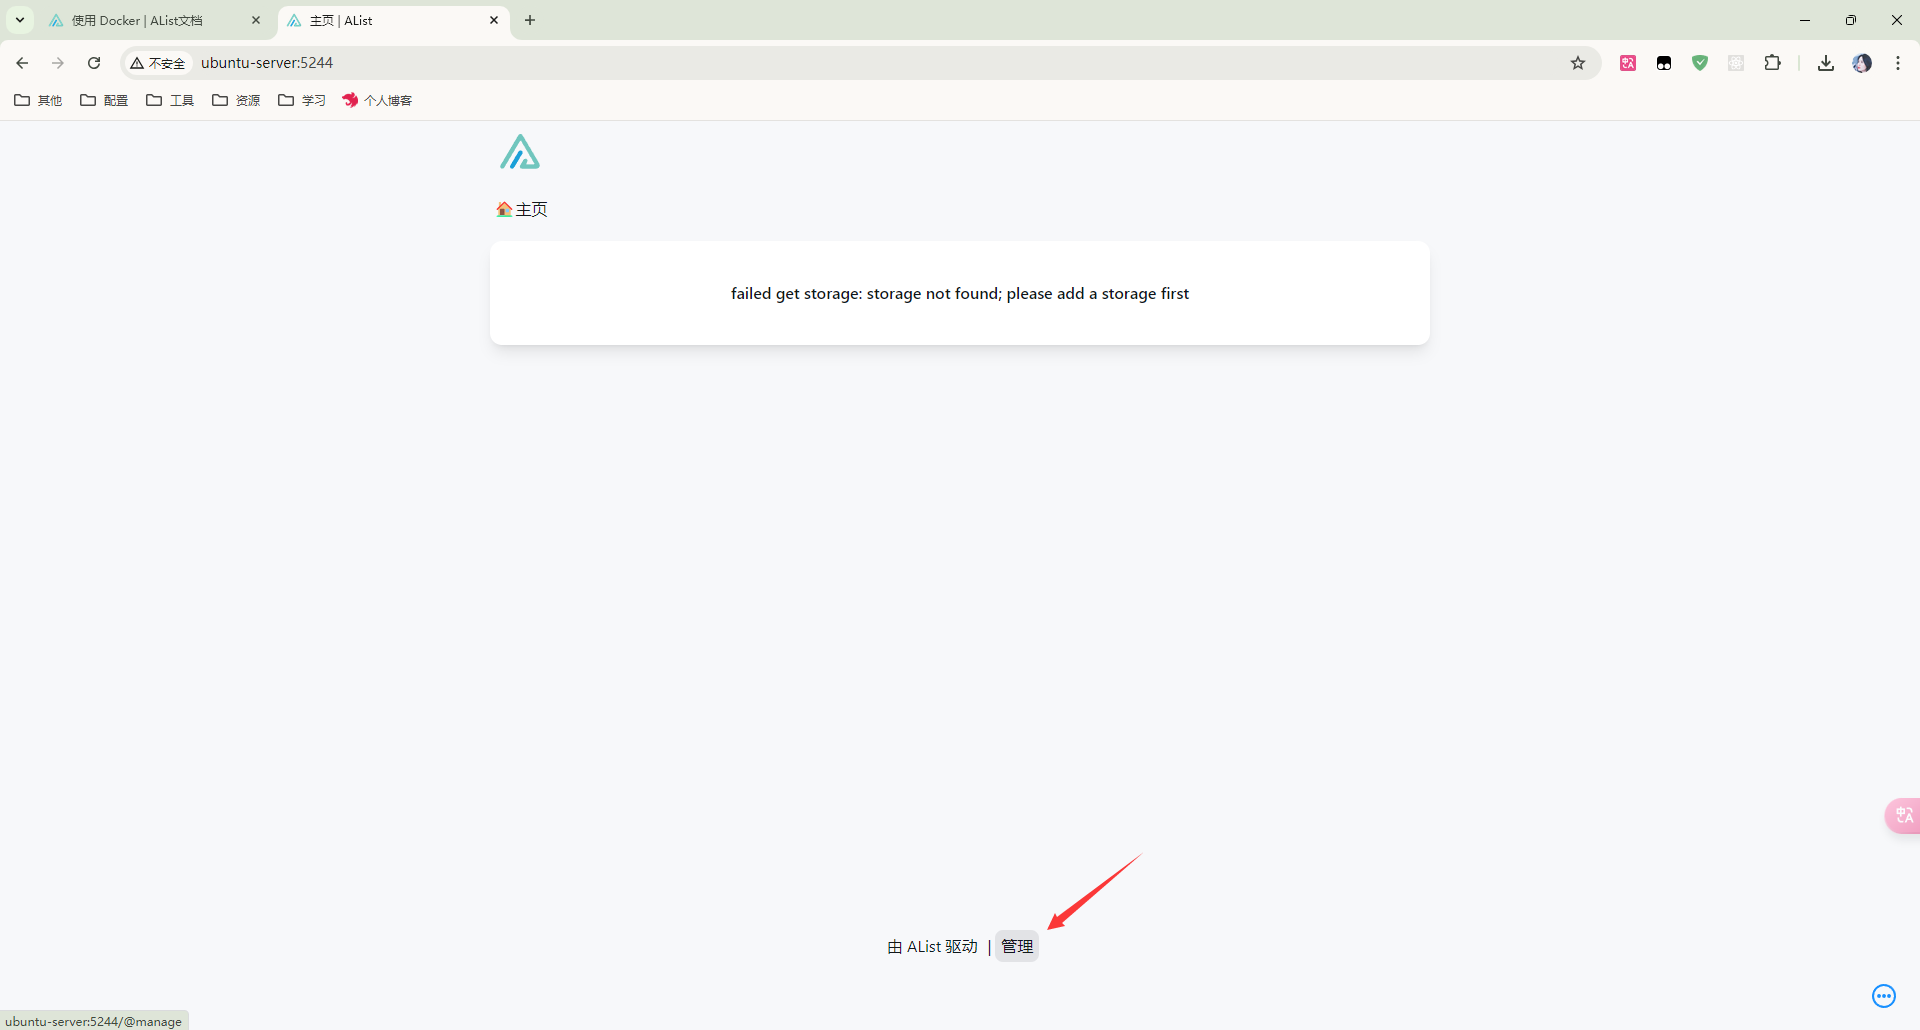 使用 Docker | AList文档
主页 | AList
不安全
ubuntu-server:5244
其他
配置
工具
资源
学习
个人博客
主页
failed get storage: storage not found; please add a storage first
由 AList 驱动 | 管理
ubuntu-server:5244/@manage